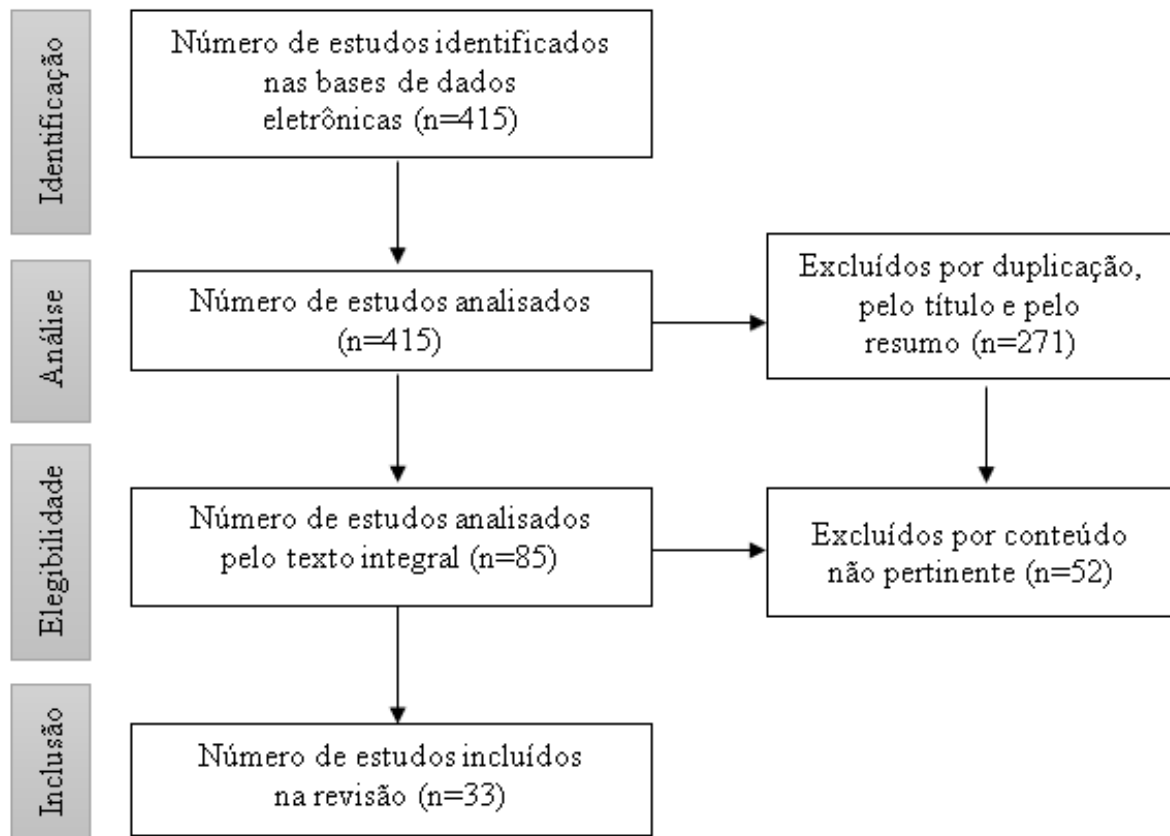 Identificação
Número de estudos identificados
nas bases de dados
eletrônicas (n=415)
Análise
Número de estudos analisados
(n=415)
Excluídos por duplicação,
pelo título e pelo
resumo (n=271)
Elegibilidade
Número de estudos analisados
pelo texto integral (n=85)
Excluídos por conteúdo
não pertinente (n=52)
Inclusão
Número de estudos incluídos
na revisão (n=33)